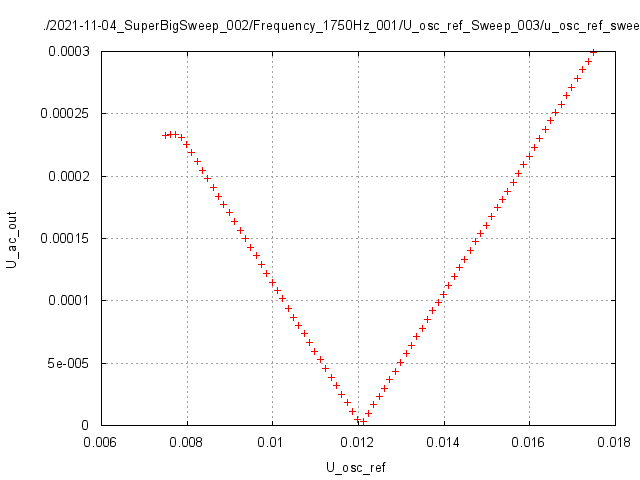 ./2021-11-04_SuperBigSweep_002/Frequency_1750Hz_001/U_osc_ref_Sweep_003/u_osc_ref_swee
0.0003
0.00025
0.0002
0.00015
0.0001
5e-005
0
U_ac_out
0.006 0.008 0.01 0.012 0.014 0.016 0.018
U_osc_ref